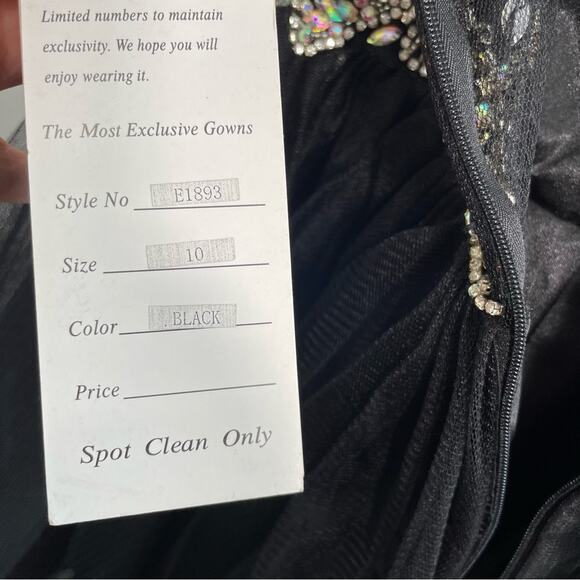 Limited numbers to maintain
exclusivity. We hope you will
enjoy wearing it.
The Most Exclusive Gowns
Style No E1893
Size 10
Color .BLACK
Price
Spot Clean Only